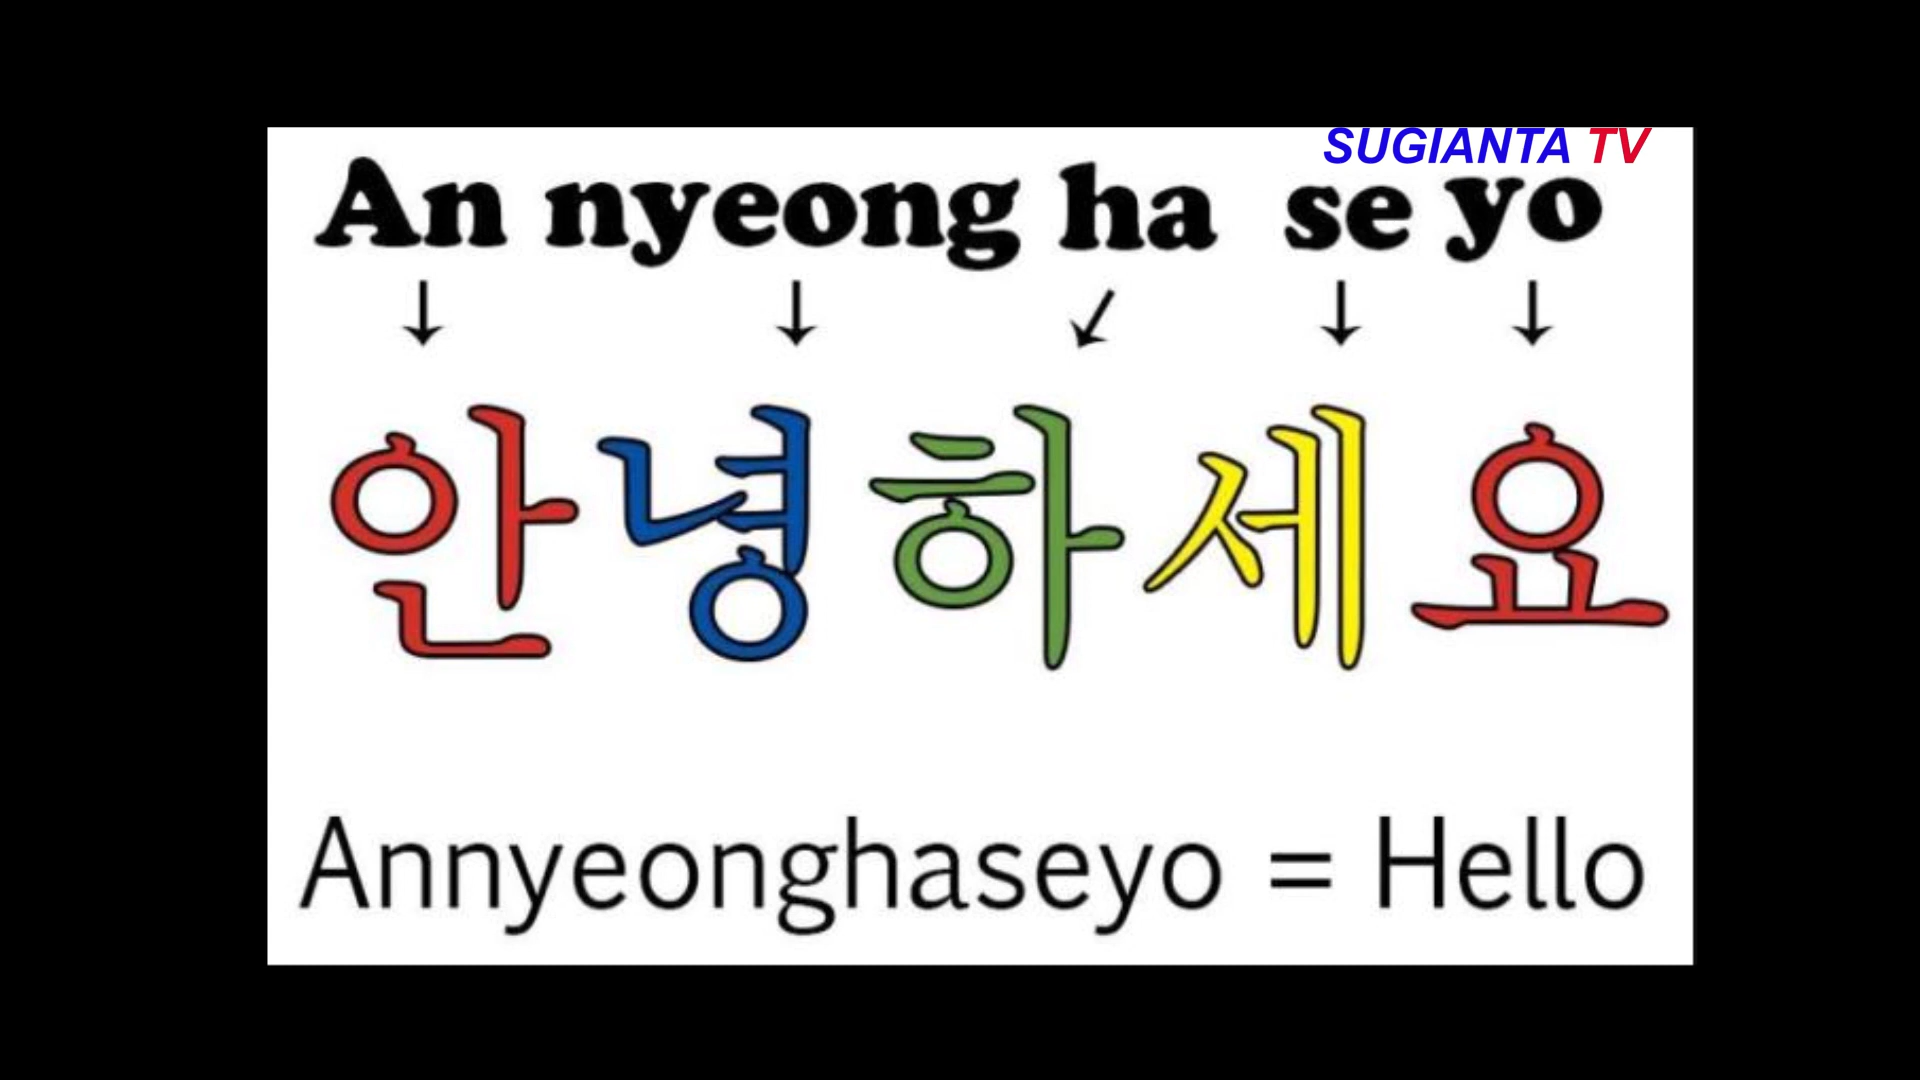 SUGIANTA TV
An nyeong ha se yo
↓ ↓ ↙ ↓ ↓
안녕하세요
Annyeonghaseyo = Hello